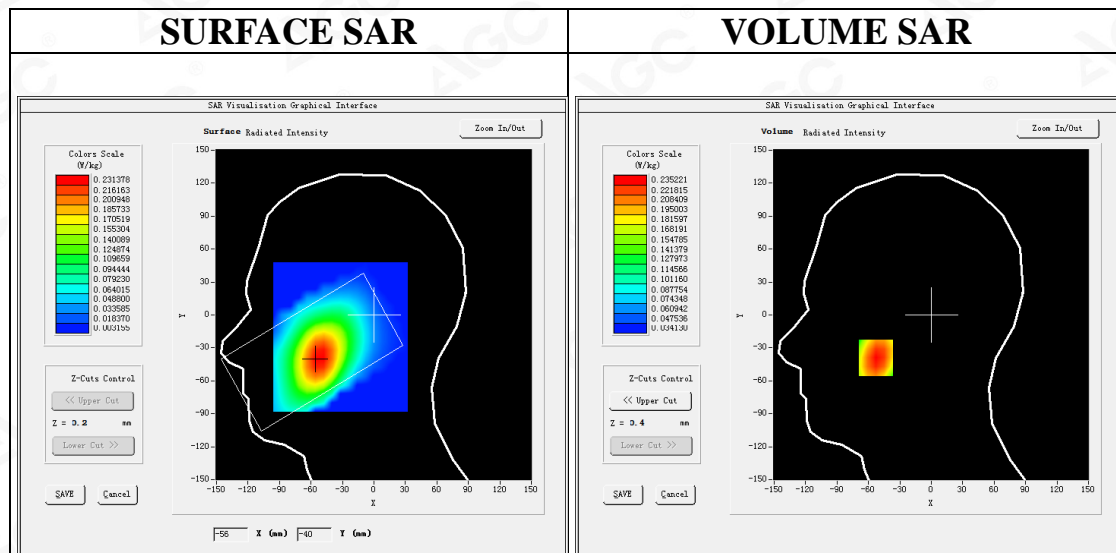 SURFACE SAR
VOLUME SAR
SAR Visualisation Graphical Interface
Surface Radiated Intensity
Zoom In/Out
Colors Scale
(W/kg)
0.231378
0.216163
0.200948
0.185733
0.170519
0.155304
0.140089
0.124874
0.109659
0.094444
0.079230
0.064015
0.048800
0.033585
0.018370
0.003155
150
120
90
60
30
0
-30
-60
-90
-120
-150
Y
-150 -120 -90 -60 -30 0 30 60 90 120 150
X
Z-Cuts Control
<< Upper Cut
Z = 0.2 mm
Lower Cut >>
SAVE Cancel
-56 X (mm) -40 Y (mm)
SAR Visualisation Graphical Interface
Volume Radiated Intensity
Zoom In/Out
Colors Scale
(W/kg)
0.235221
0.221815
0.208409
0.195003
0.181597
0.168191
0.154785
0.141379
0.127973
0.114566
0.101160
0.087754
0.074348
0.060942
0.047536
0.034130
150
120
90
60
30
0
-30
-60
-90
-120
-150
Y
-150 -120 -90 -60 -30 0 30 60 90 120 150
X
Z-Cuts Control
<< Upper Cut
Z = 0.4 mm
Lower Cut >>
SAVE Cancel
AGC